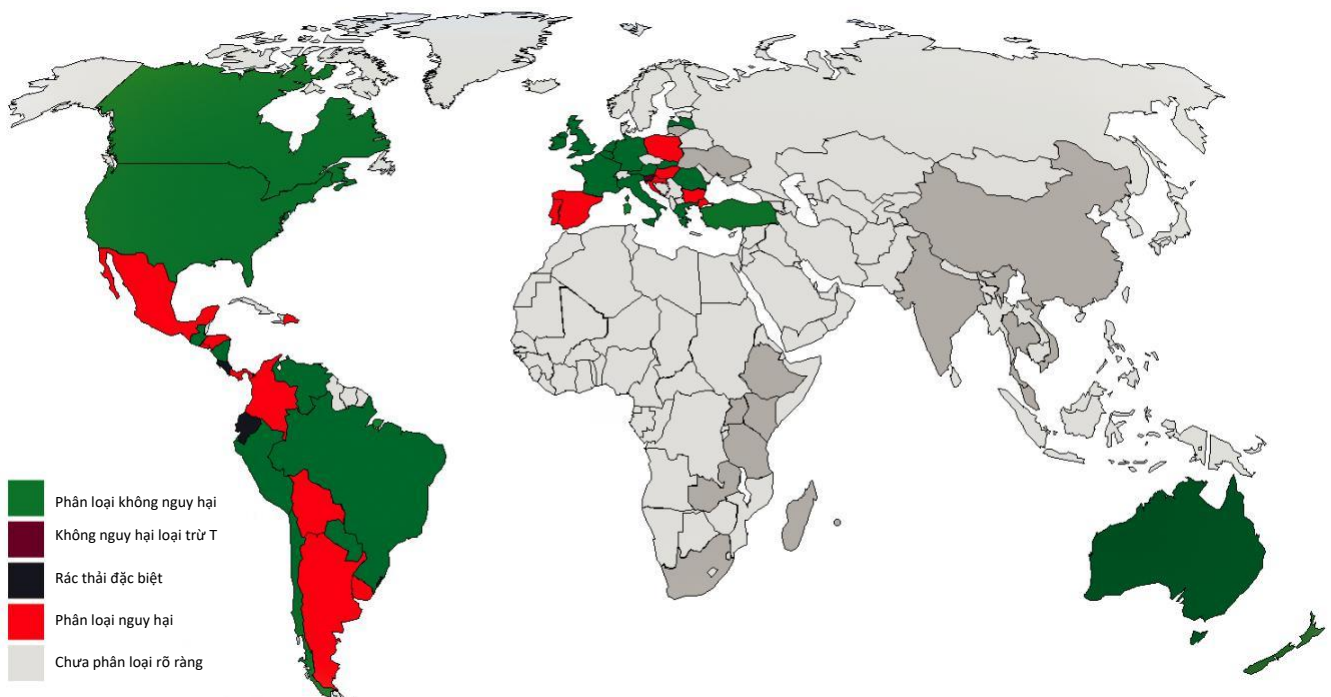 Phân loại không nguy hại
Không nguy hại loại trừ T
Rác thải đặc biệt
Phân loại nguy hại
Chưa phân loại rõ ràng